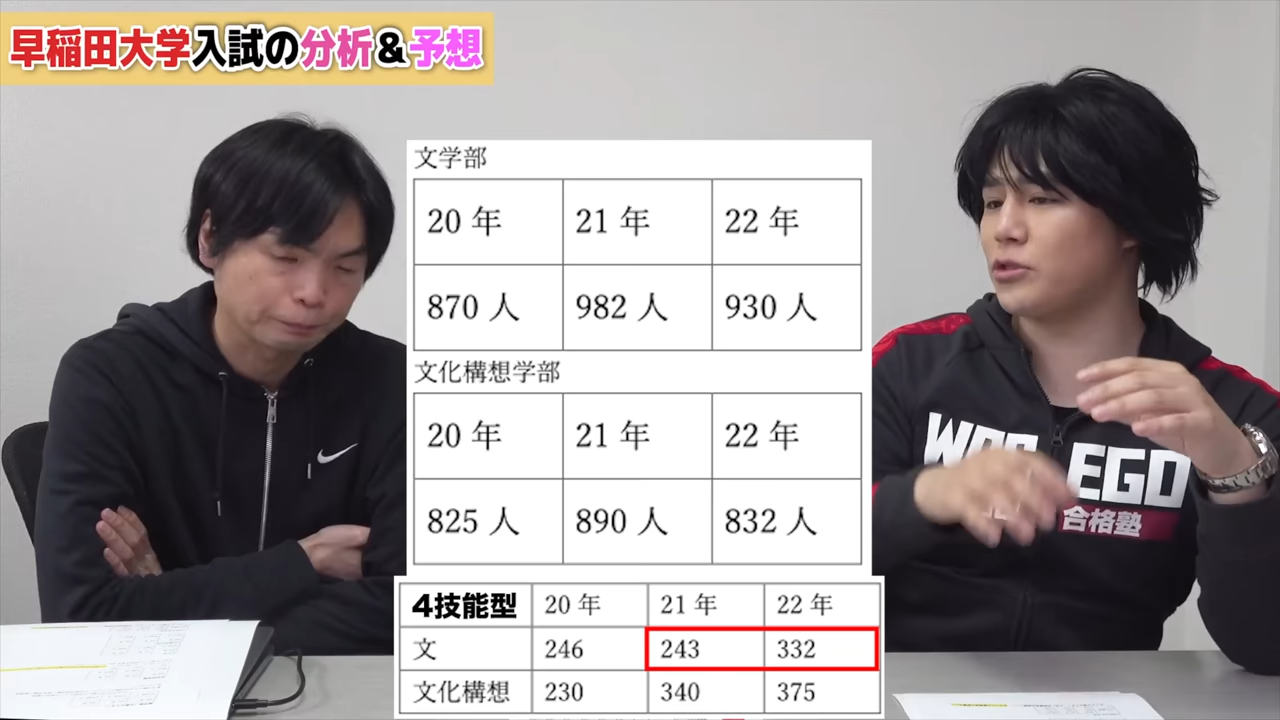 早稲田大学入試の分析&予想
文学部
20年 21年 22年
870人 982人 930人
文化構想学部
20年 21年 22年
825人 890人 832人
4技能型 20年 21年 22年
文 246 243 332
文化構想 230 340 375
EGO
合格塾